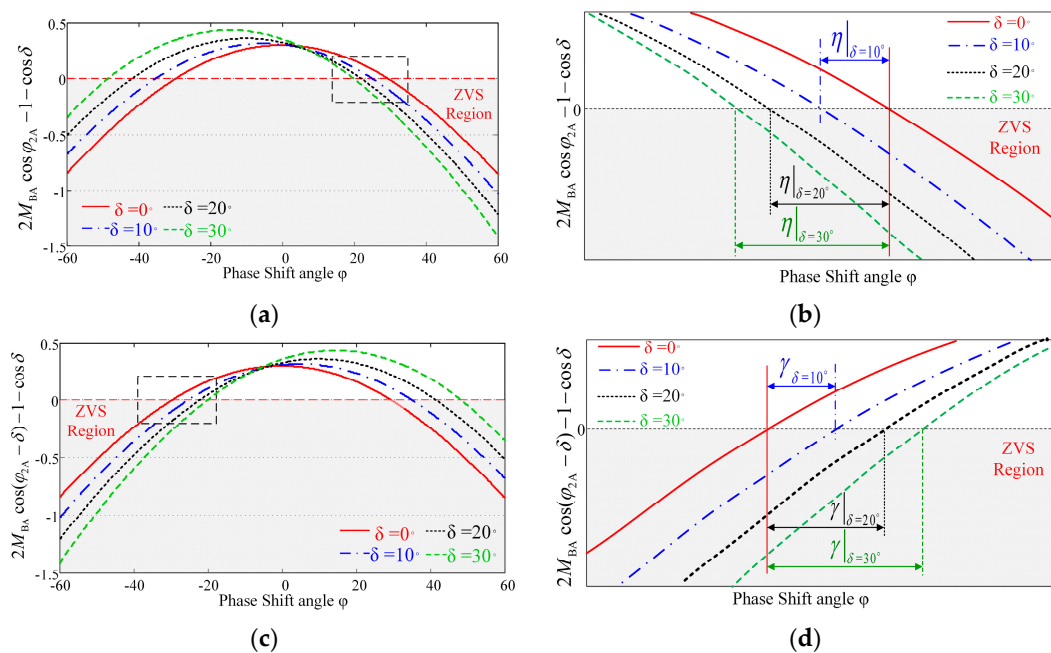 2M_BA cos φ_2A − 1 − cos δ
0.5
0
-0.5
-1
-1.5
ZVS
Region
δ =0°
δ =20°
δ =10°
δ =30°
-60
-40
-20
0
20
40
60
Phase Shift angle φ
(a)
2M_BA cos φ_2A − 1 − cos δ
0
η|δ=10°
δ =0°
δ =10°
δ =20°
δ =30°
ZVS
Region
η|δ=20°
η|δ=30°
Phase Shift angle φ
(b)
2M_BA cos(φ_2A − δ) − 1 − cos δ
0.5
0
-0.5
-1
-1.5
ZVS
Region
δ =0°
δ =20°
δ =10°
δ =30°
-60
-40
-20
0
20
40
60
Phase Shift angle φ
(c)
2M_BA cos(φ_2A − δ) − 1 − cos δ
0
δ =0°
δ =10°
δ =20°
δ =30°
γ δ=10°
ZVS
Region
γ|δ=20°
γ|δ=30°
Phase Shift angle φ
(d)